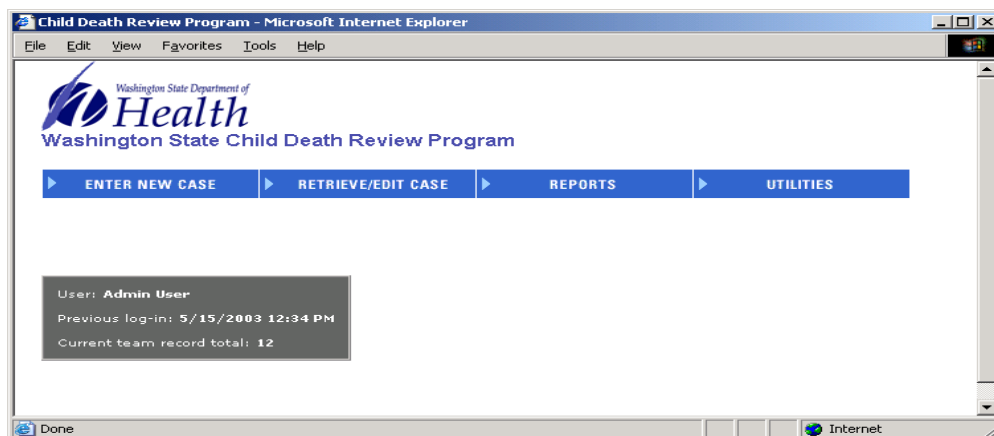 Child Death Review Program - Microsoft Internet Explorer
File Edit View Favorites Tools Help
Washington State Department of
Health
Washington State Child Death Review Program
ENTER NEW CASE RETRIEVE/EDIT CASE REPORTS UTILITIES
User: Admin User
Previous log-in: 5/15/2003 12:34 PM
Current team record total: 12
Done Internet